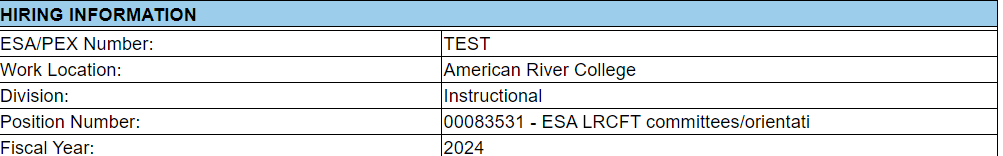 HIRING INFORMATION
ESA/PEX Number: TEST
Work Location: American River College
Division: Instructional
Position Number: 00083531 - ESA LRCFT committees/orientati
Fiscal Year: 2024